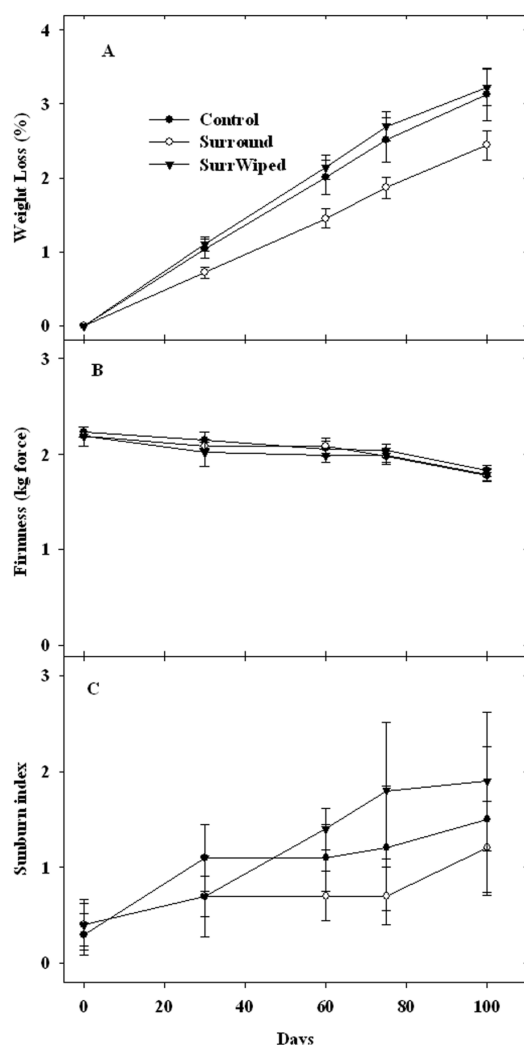 4
A
Control
Surround
SurrWiped
3
2
1
0
Weight Loss (%)
3
B
2
1
0
Firmness (kg force)
3
C
2
1
0
Sunburn index
0 20 40 60 80 100
Days